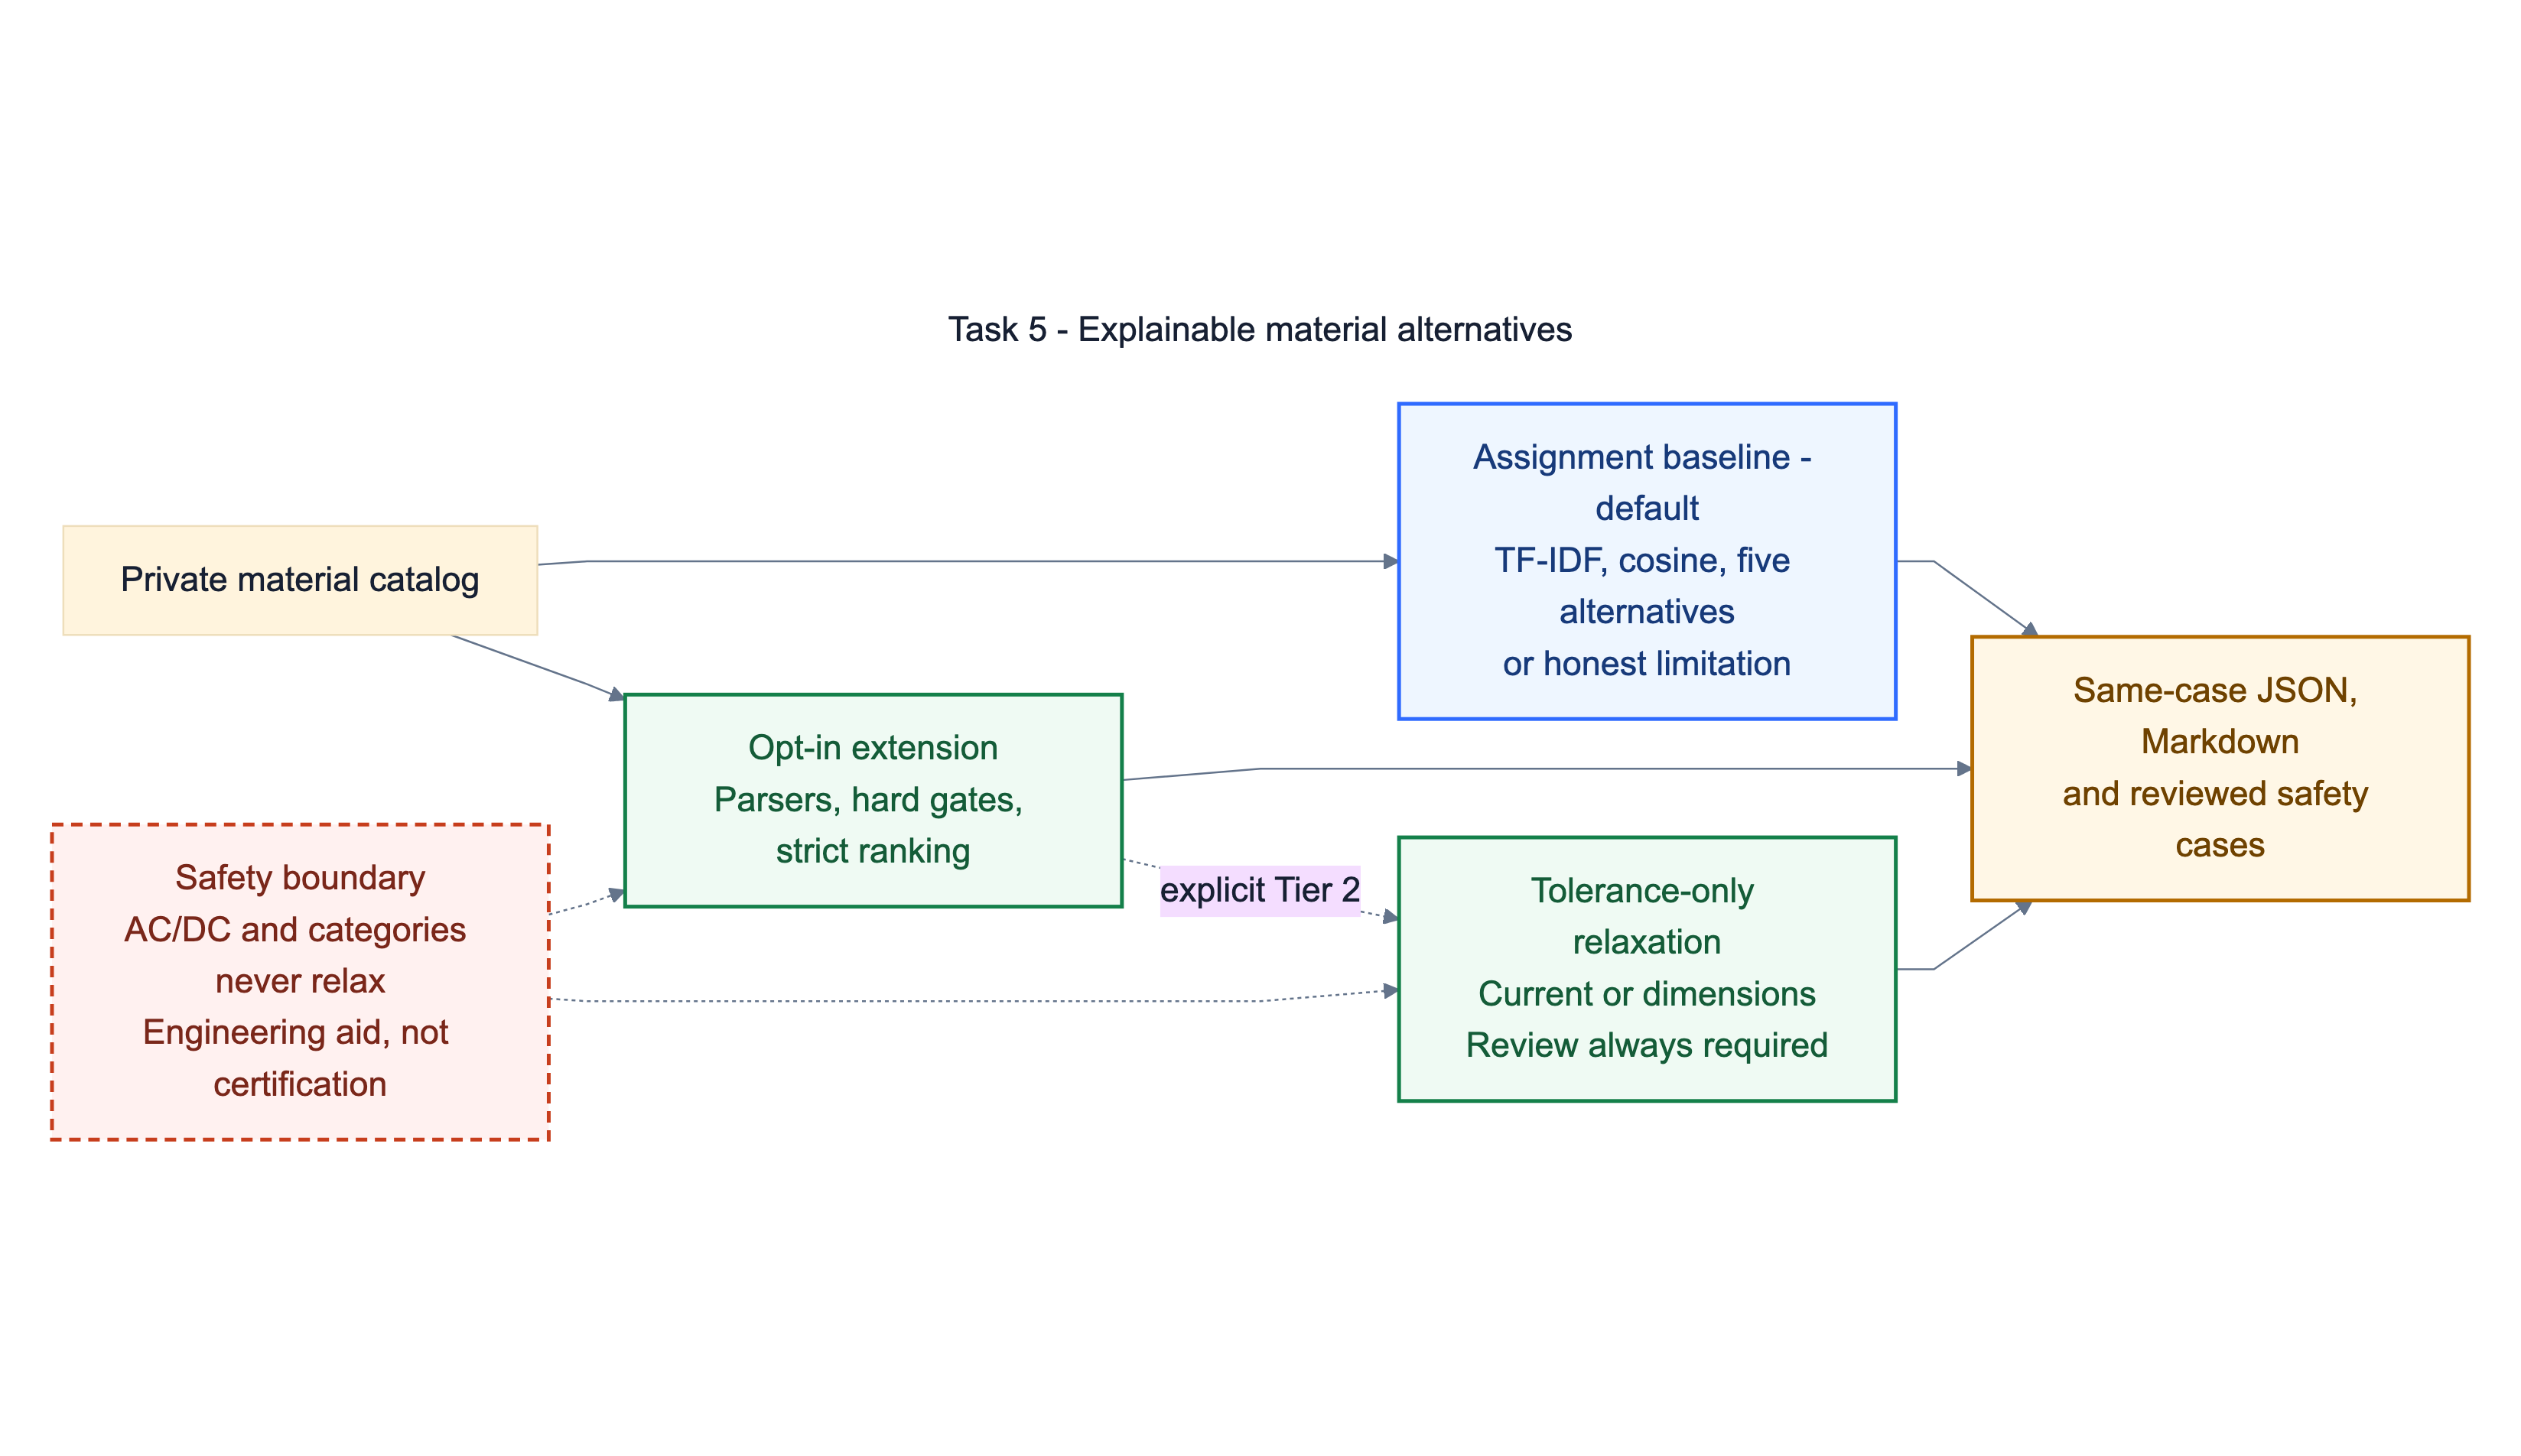 Task 5 - Explainable material alternatives
Private material catalog
Assignment baseline -
default
TF-IDF, cosine, five
alternatives
or honest limitation
Opt-in extension
Parsers, hard gates,
strict ranking
Safety boundary
AC/DC and categories
never relax
Engineering aid, not
certification
explicit Tier 2
Tolerance-only
relaxation
Current or dimensions
Review always required
Same-case JSON,
Markdown
and reviewed safety
cases